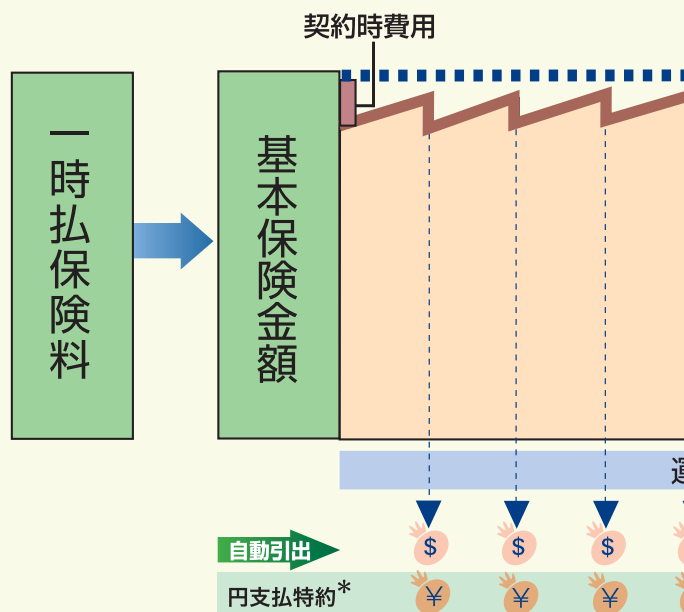 契約時費用
一時払保険料
基本保険金額
運
自動引出
$ $ $
円支払特約*
¥ ¥ ¥